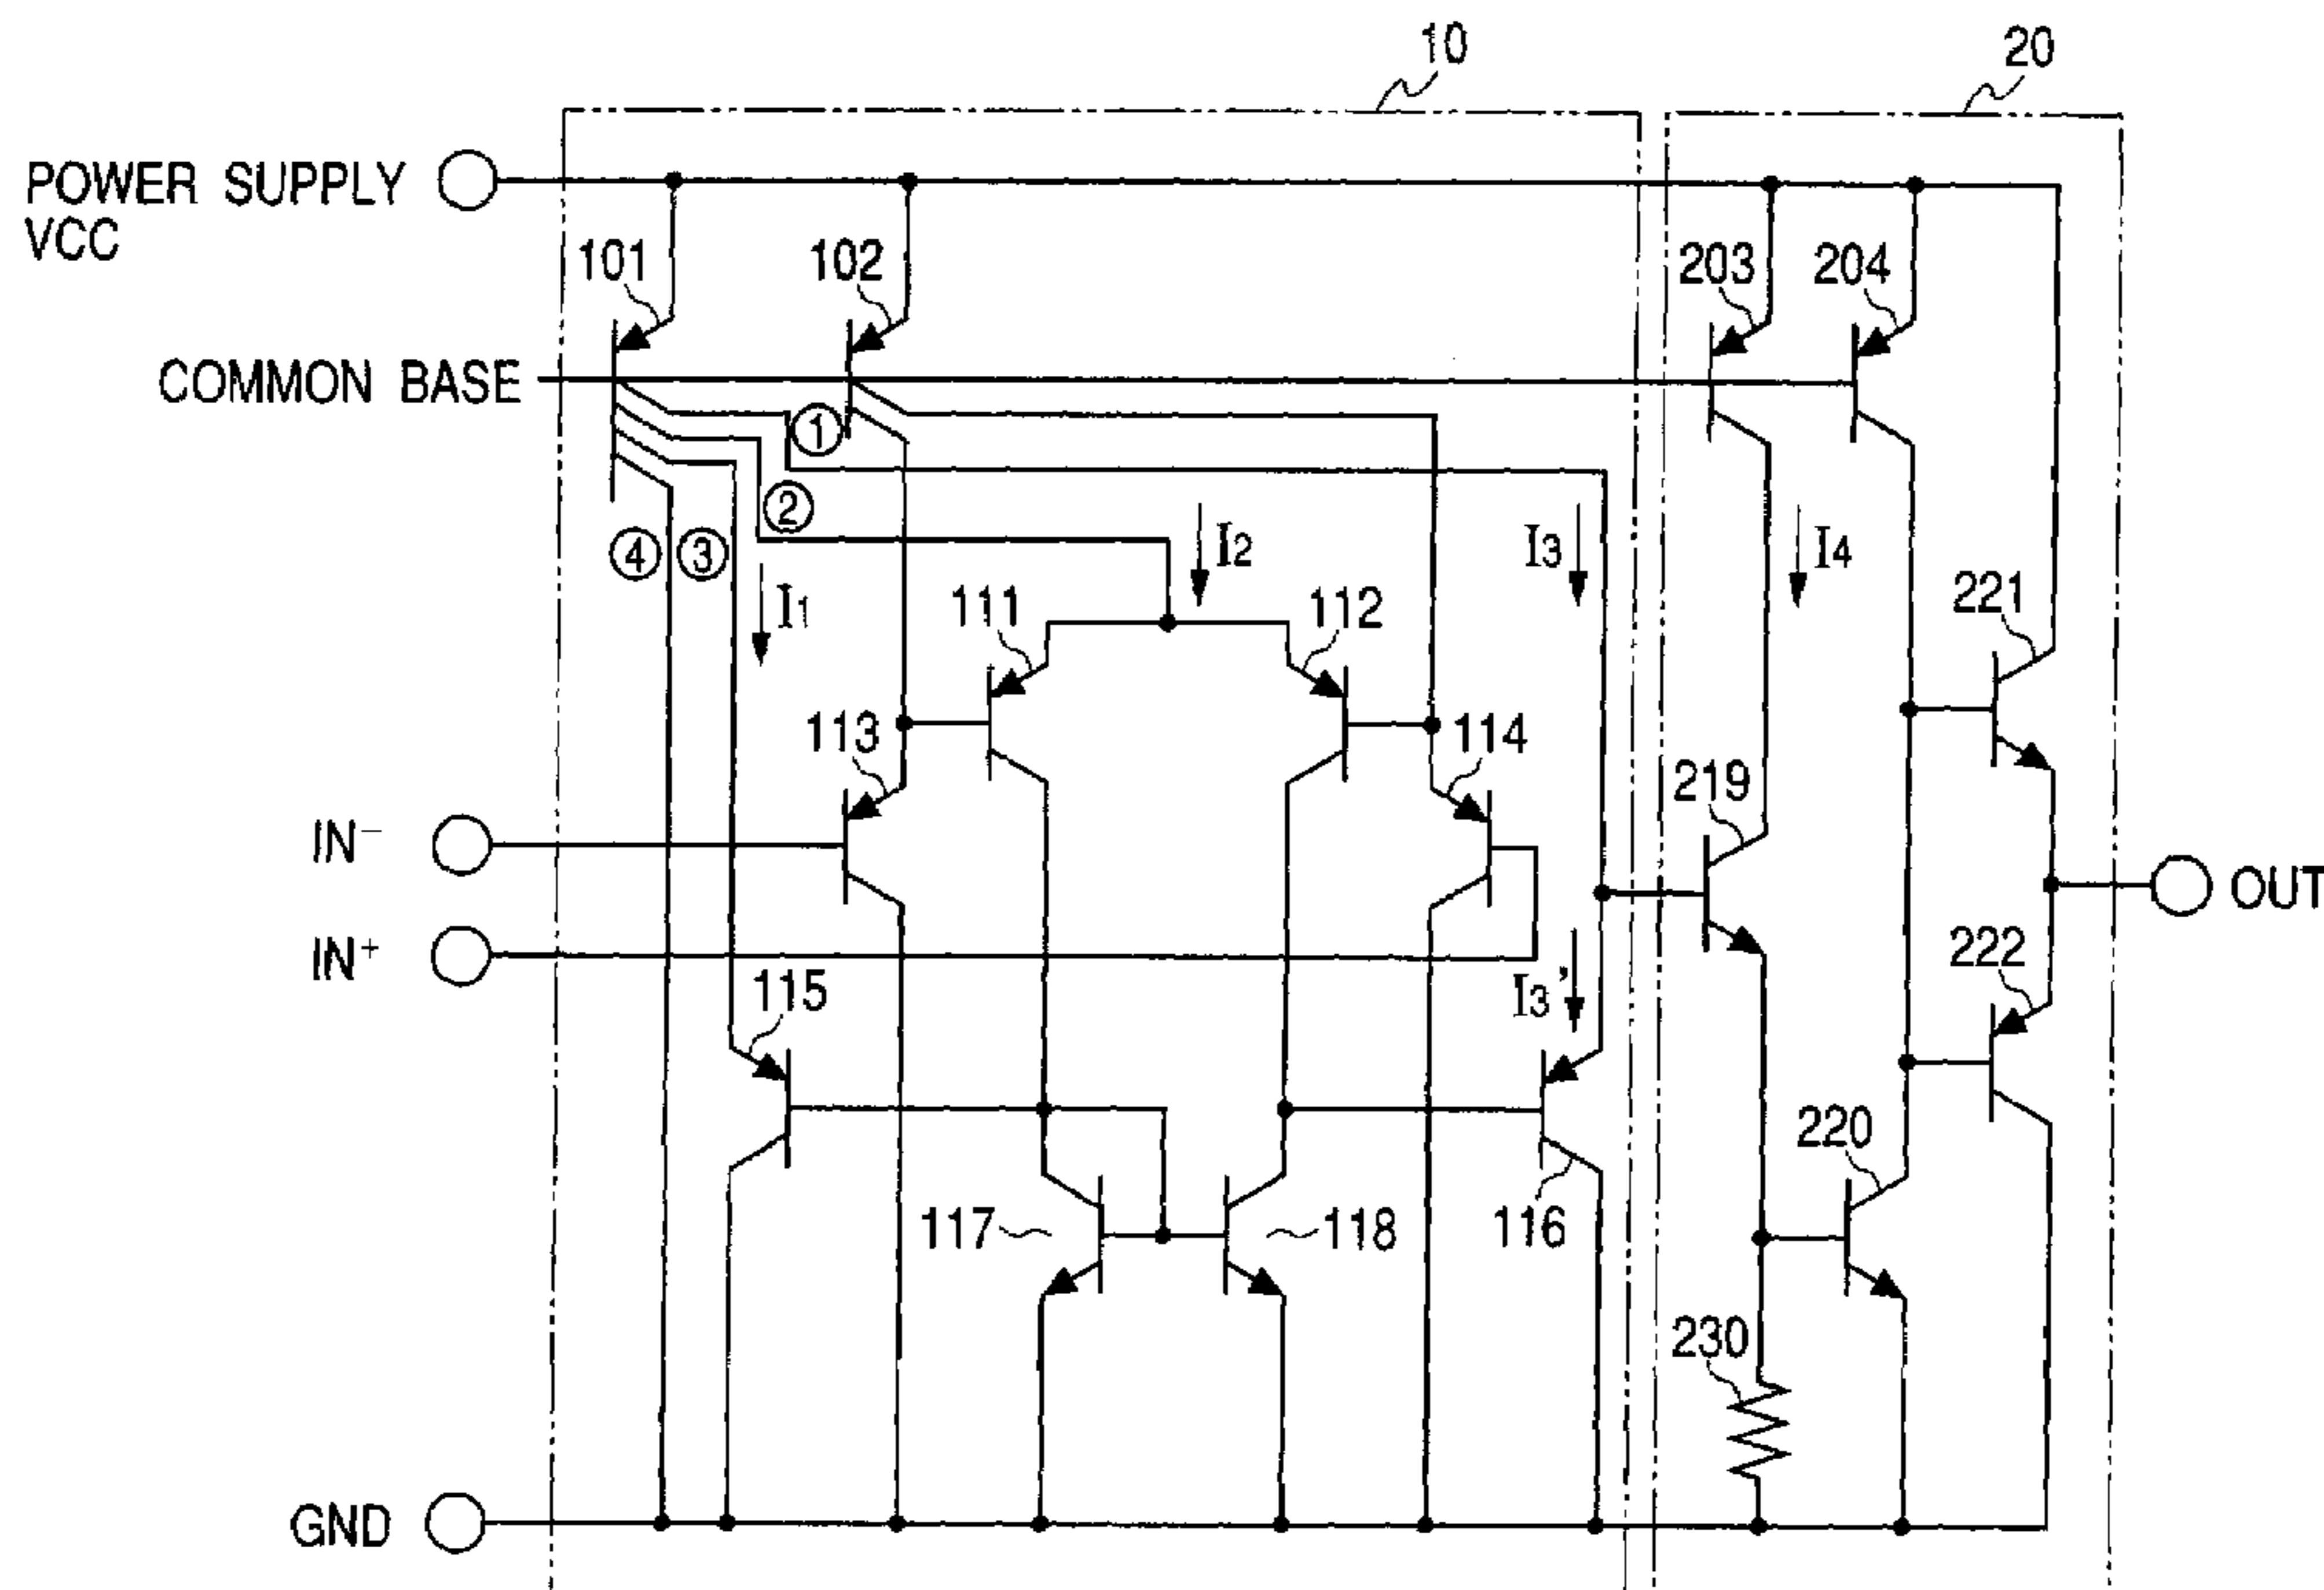 10
20
POWER SUPPLY
VCC
101
102
203
204
COMMON BASE
①
②
④
③
I1
I2
I3
I4
111
112
221
113
114
219
IN−
OUT
IN+
115
I3’
222
220
117
118
116
230
GND